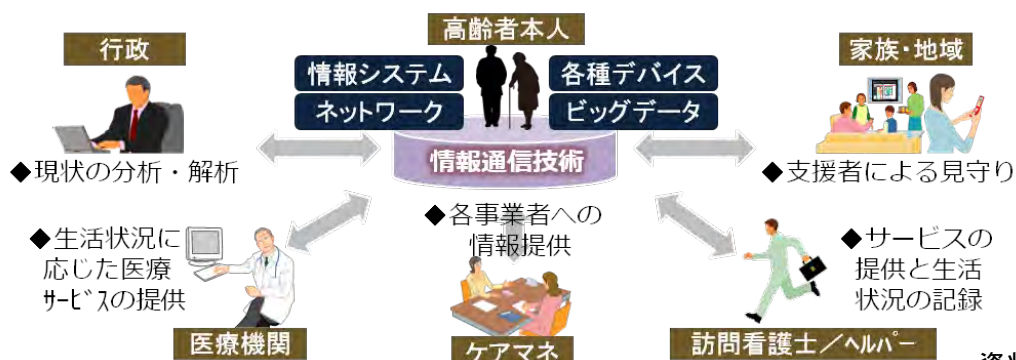 高齢者本人
行政
家族・地域
情報システム
各種デバイス
ネットワーク
ビッグデータ
情報通信技術
◆現状の分析・解析
◆支援者による見守り
◆各事業者への
情報提供
◆生活状況に
応じた医療
ｻｰﾋﾞｽの提供
◆サービスの
提供と生活
状況の記録
医療機関
ケアマネ
訪問看護士／ﾍﾙﾊﾟｰ